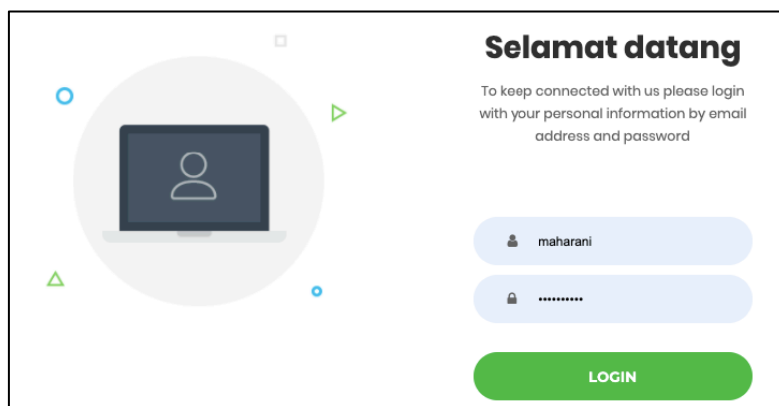 Selamat datang
To keep connected with us please login
with your personal information by email
address and password
maharani
••••••••••
LOGIN